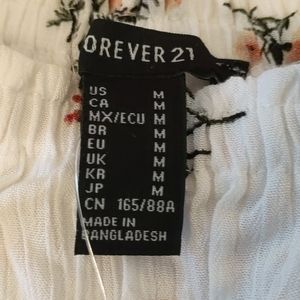 OREVER 21
US M
CA M
MX/ECU M
BR M
EU M
UK M
KR M
JP M
CN 165/88A
MADE IN
BANGLADESH